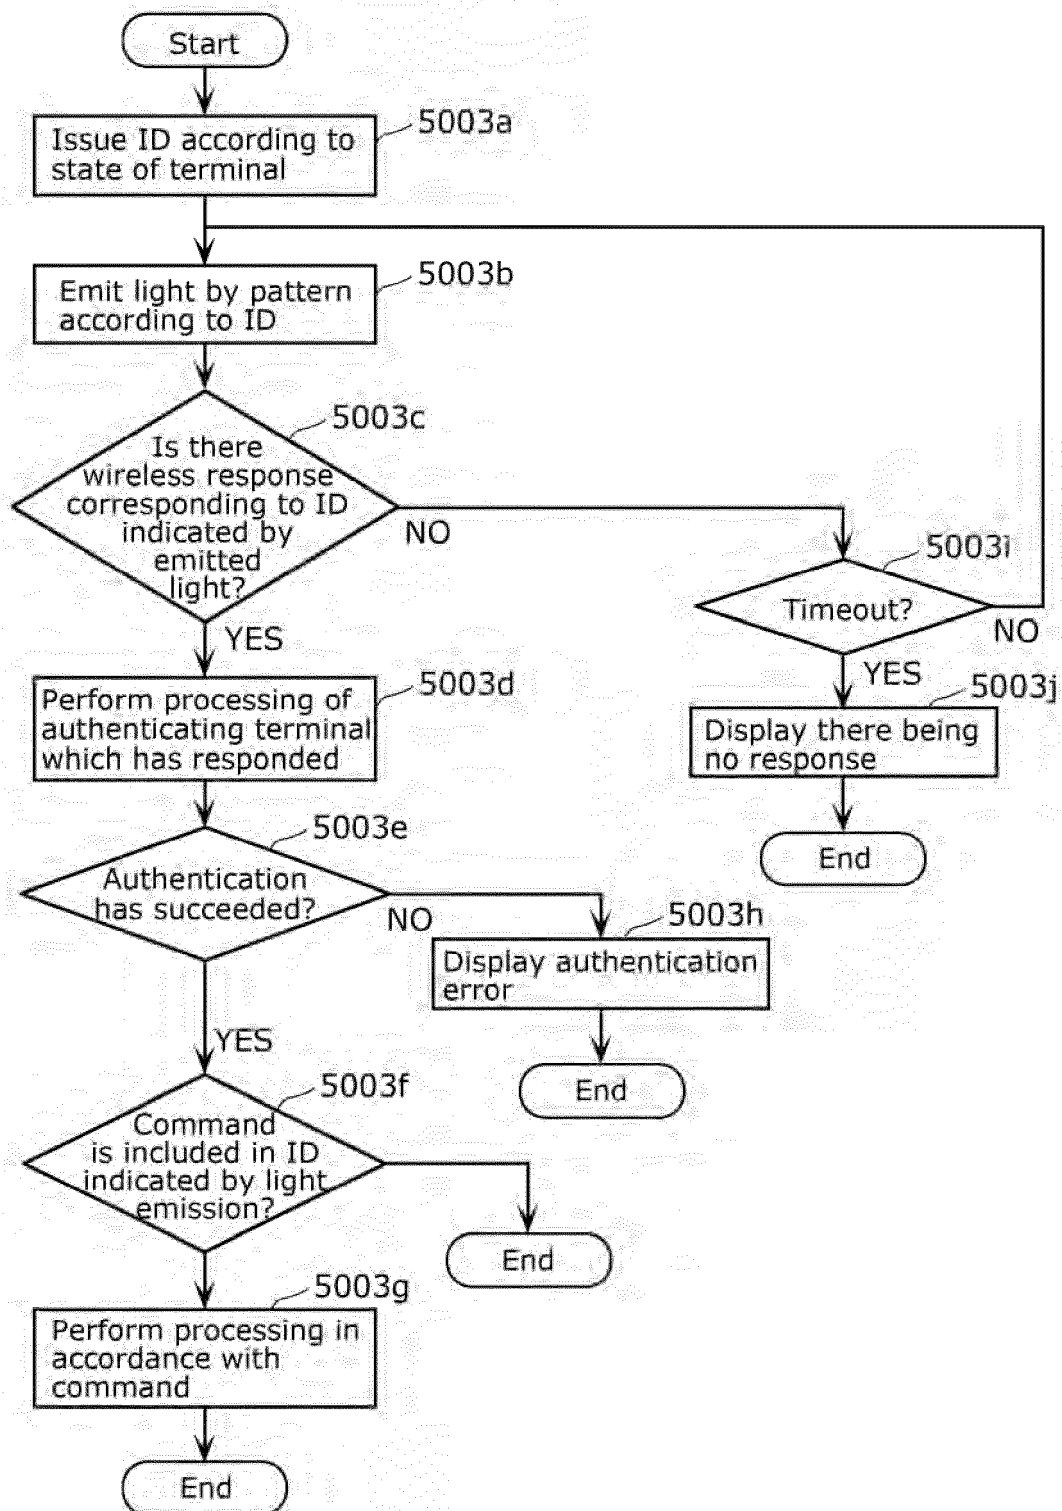 Start
5003a
Issue ID according to
state of terminal
5003b
Emit light by pattern
according to ID
5003c
Is there
wireless response
corresponding to ID
indicated by
emitted
light?
NO
YES
5003i
Timeout?
NO
YES
5003j
Display there being
no response
End
5003d
Perform processing of
authenticating terminal
which has responded
5003e
Authentication
has succeeded?
NO
YES
5003h
Display authentication
error
End
5003f
Command
is included in ID
indicated by light
emission?
End
5003g
Perform processing in
accordance with
command
End